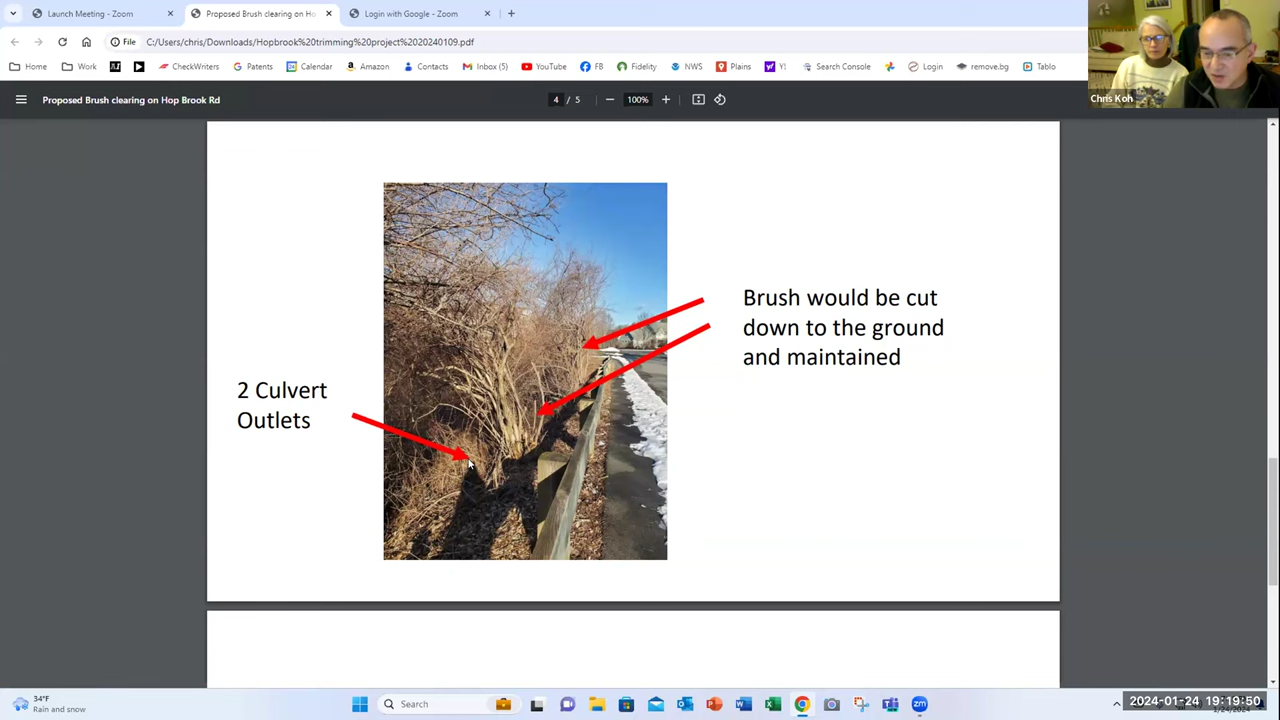 Launch Meeting - Zoom
Proposed Brush clearing on Ho
Login with Google - Zoom
File
C:/Users/chris/Downloads/Hopbrook%20trimming%20project%2020240109.pdf
Home
Work
CheckWriters
Patents
Calendar
Amazon
Contacts
Inbox (5)
YouTube
FB
Fidelity
NWS
Plains
Y!
Search Console
Login
remove.bg
Tablo
Chris Koh
Proposed Brush clearing on Hop Brook Rd
4 / 5
100%
Brush would be cut
down to the ground
and maintained
2 Culvert
Outlets
34°F
Rain and snow
Search
2024-01-24 19:19:50